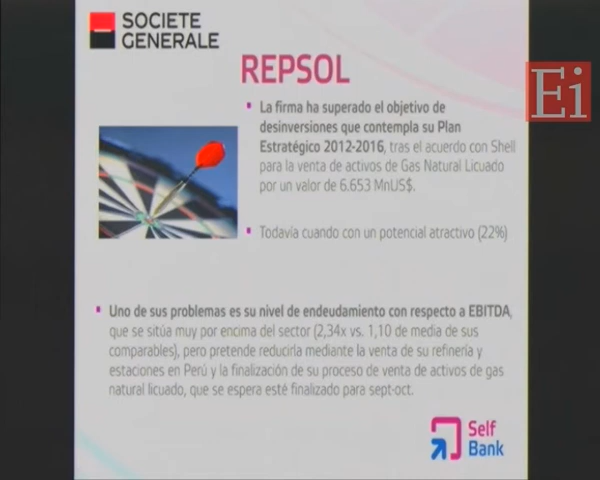 SOCIETE
GENERALE
REPSOL
Ei
▪ La firma ha superado el objetivo de
desinversiones que contempla su Plan
Estratégico 2012-2016, tras el acuerdo con Shell
para la venta de activos de Gas Natural Licuado
por un valor de 6.653 MnUS$.
▪ Todavía cuando con un potencial atractivo (22%)
▪ Uno de sus problemas es su nivel de endeudamiento con respecto a EBITDA,
que se sitúa muy por encima del sector (2,34x vs. 1,10 de media de sus
comparables), pero pretende reducirla mediante la venta de su refinería y
estaciones en Perú y la finalización de su proceso de venta de activos de gas
natural licuado, que se espera esté finalizado para sept-oct.
Self
Bank